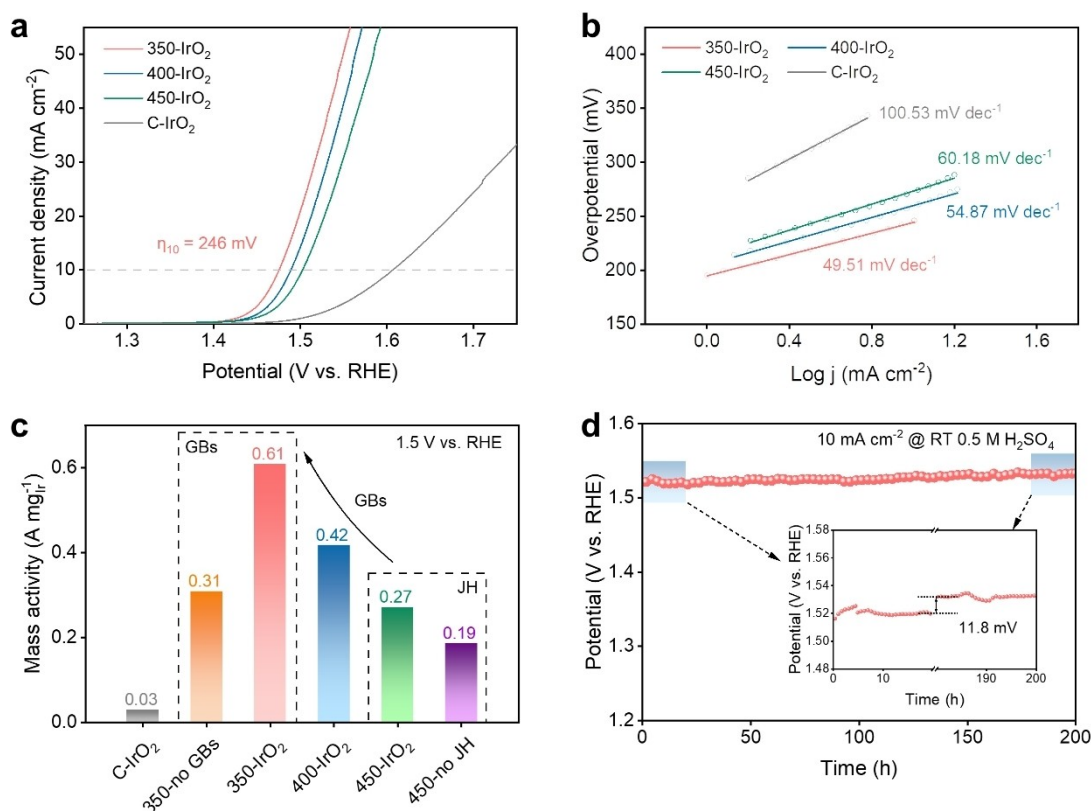 a
350-IrO₂
400-IrO₂
450-IrO₂
C-IrO₂
η₁₀ = 246 mV
Current density (mA cm⁻²)
50
40
30
20
10
0
1.3
1.4
1.5
1.6
1.7
Potential (V vs. RHE)
b
350-IrO₂ 400-IrO₂
450-IrO₂ C-IrO₂
100.53 mV dec⁻¹
60.18 mV dec⁻¹
54.87 mV dec⁻¹
49.51 mV dec⁻¹
Overpotential (mV)
400
350
300
250
200
150
0.0
0.4
0.8
1.2
1.6
Log j (mA cm⁻²)
c
GBs
1.5 V vs. RHE
GBs
JH
0.03
0.31
0.61
0.42
0.27
0.19
Mass activity (A mg⁻¹ᵢᵣ)
0.6
0.4
0.2
0.0
C-IrO₂
350-no GBs
350-IrO₂
400-IrO₂
450-IrO₂
450-no JH
d
10 mA cm⁻² @ RT 0.5 M H₂SO₄
Potential (V vs. RHE)
1.6
1.5
1.4
1.3
1.2
0
50
100
150
200
Time (h)
Potential (V vs. RHE)
1.58
1.56
1.54
1.52
1.50
1.48
11.8 mV
0
10
190
200
Time (h)